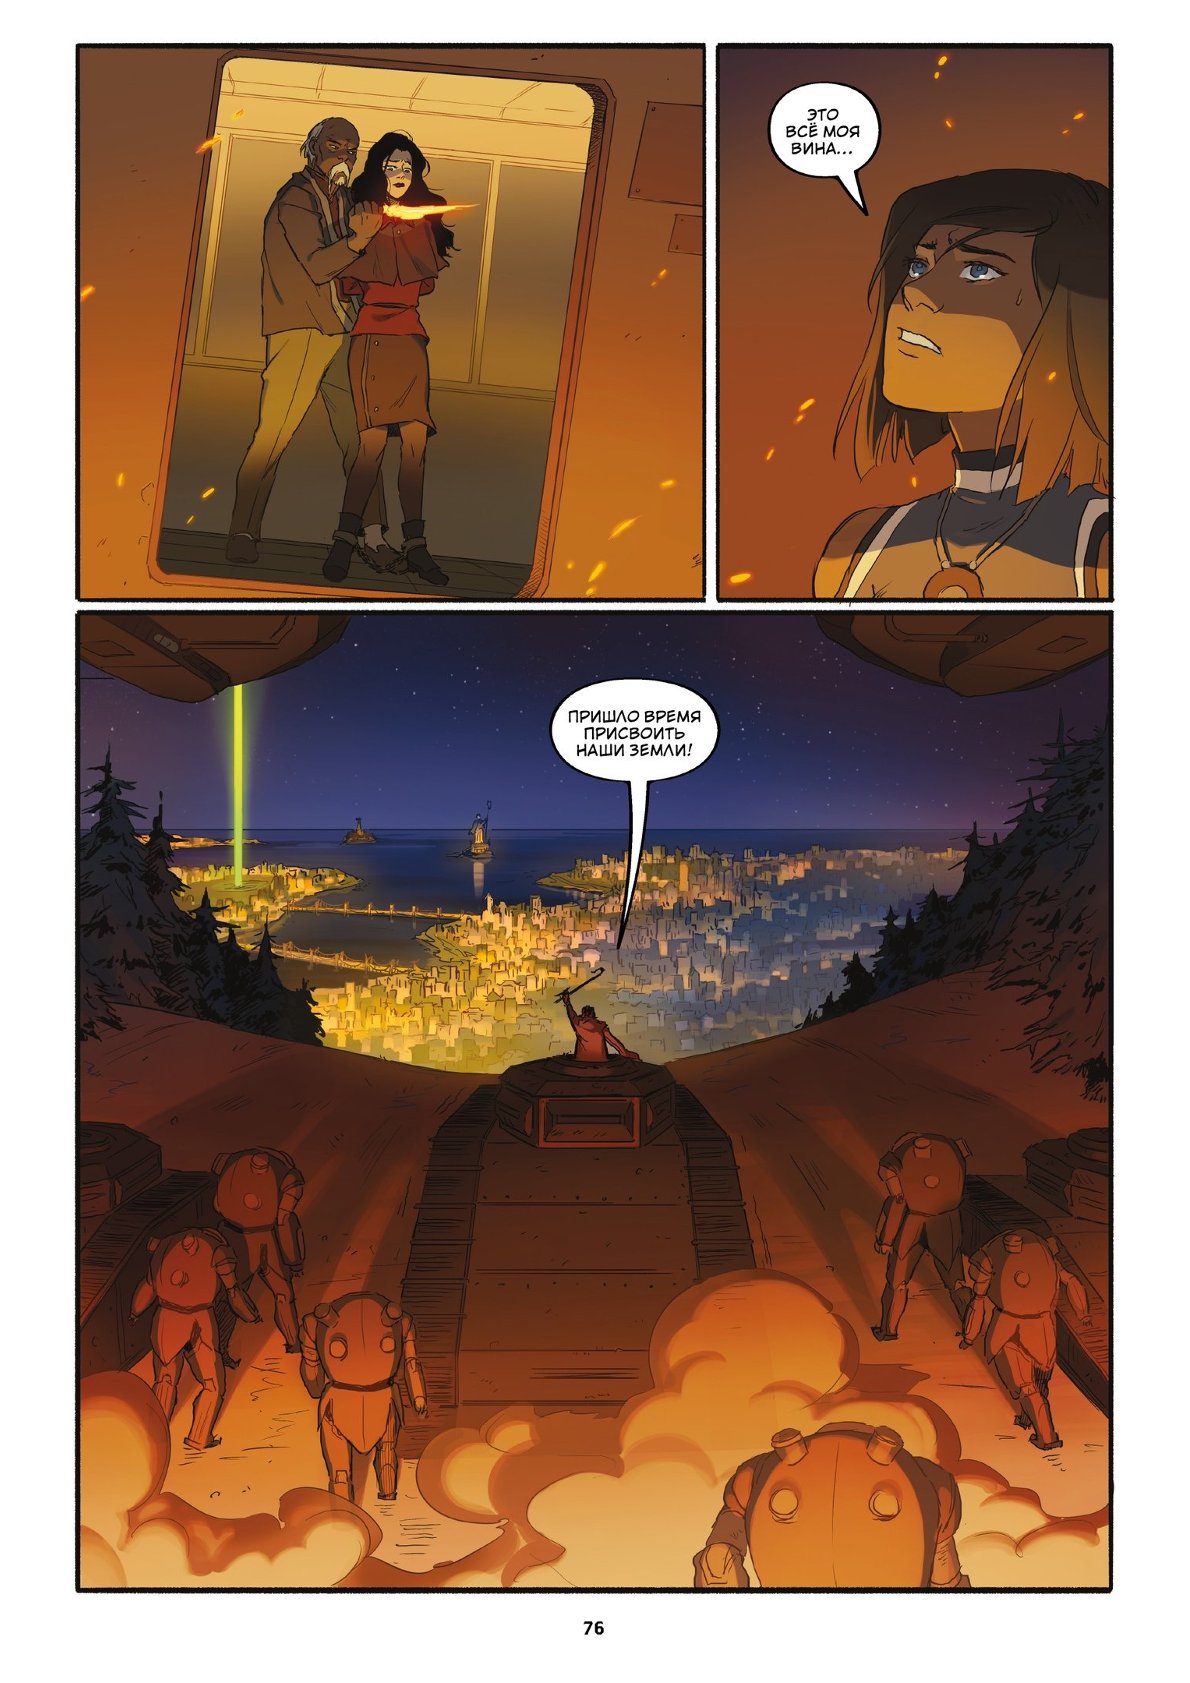 ЭТО
ВСЁ МОЯ
ВИНА...
ПРИШЛО ВРЕМЯ
ПРИСВОИТЬ
НАШИ ЗЕМЛИ!
76